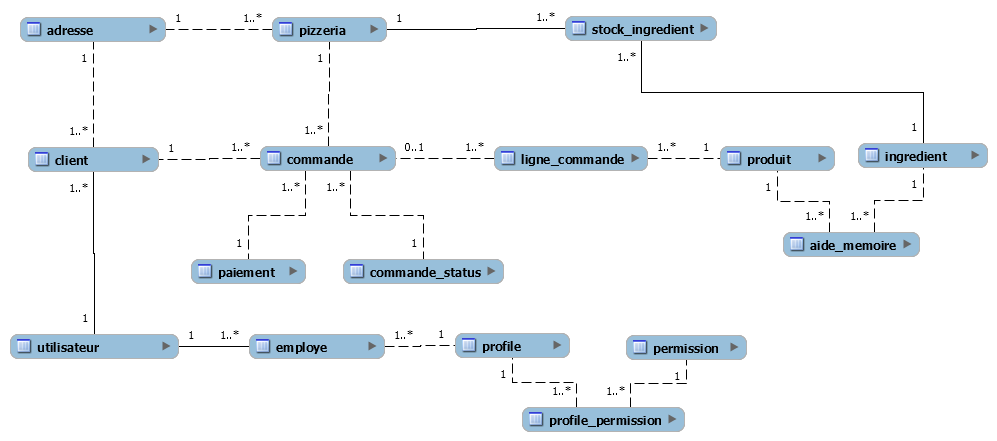 adresse
1
1..*
pizzeria
1
1..*
stock_ingredient
1
1
1..*
1..*
1..*
1
client
1
1..*
commande
0..1
1..*
ligne_commande
1..*
1
produit
ingredient
1..*
1..*
1..*
1
1
1..*
1..*
aide_memoire
1
1
paiement
commande_status
1
utilisateur
1
1..*
employe
1..*
1
profile
permission
1
1
1..*
1..*
profile_permission